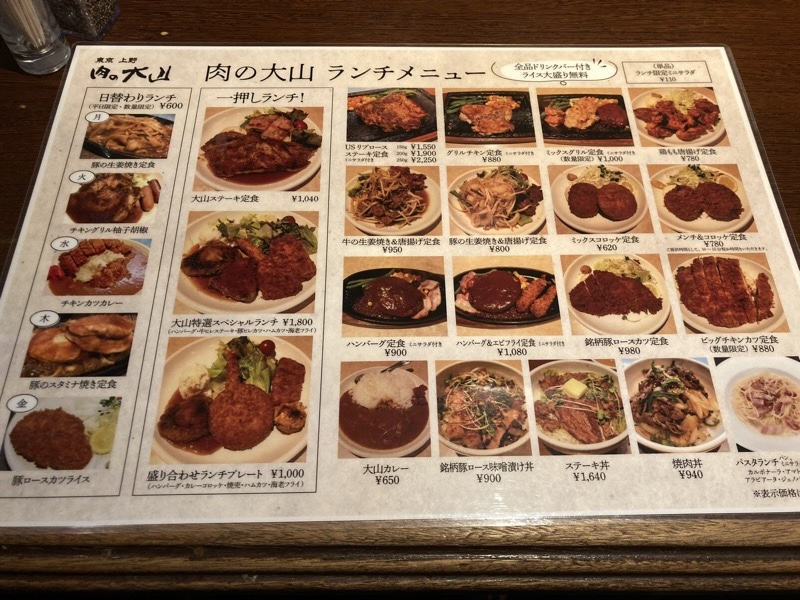 東京 上野
肉の大山
肉の大山 ランチメニュー
全品ドリンクバー付き
ライス大盛り無料
(単品)
ランチ限定ミニサラダ
¥110
日替わりランチ
(平日限定・数量限定) ¥600
月
豚の生姜焼き定食
火
チキングリル柚子胡椒
水
チキンカツカレー
木
豚のスタミナ焼き定食
金
豚ロースカツライス
一押しランチ!
大山ステーキ定食 ¥1,040
大山特選スペシャルランチ ¥1,800
(ハンバーグ・牛ヒレステーキ・豚ヒレカツ・ハムカツ・海老フライ)
盛り合わせランチプレート ¥1,000
(ハンバーグ・カレーコロッケ・焼売・ハムカツ・海老フライ)
USリブロース 150g ¥1,550
ステーキ定食 200g ¥1,900
ミニサラダ付き 250g ¥2,250
グリルチキン定食 ミニサラダ付き
¥880
ミックスグリル定食 ミニサラダ付き
(数量限定) ¥1,000
鶏もも唐揚げ定食
¥780
牛の生姜焼き&唐揚げ定食
¥950
豚の生姜焼き&唐揚げ定食
¥800
ミックスコロッケ定食
¥620
メンチ&コロッケ定食
¥780
ハンバーグ定食 ミニサラダ付き
¥900
ハンバーグ&エビフライ定食 ミニサラダ付き
¥1,080
銘柄豚ロースカツ定食
¥980
ビッグチキンカツ定食
(数量限定) ¥880
大山カレー
¥650
銘柄豚ロース味噌漬け丼
¥900
ステーキ丼
¥1,640
焼肉丼
¥940
パスタランチ パン、
ミニサラダ
カルボナーラ・アマト
アラビアータ・ジェノバ
※表示価格は